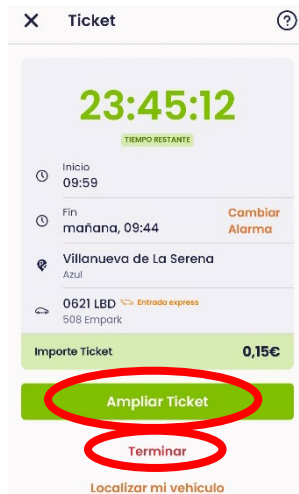 Ticket
?
23:45:12
TIEMPO RESTANTE
Inicio
09:59
Fin
mañana, 09:44
Cambiar
Alarma
Villanueva de La Serena
Azul
0621 LBD Entrada express
508 Empark
Importe Ticket 0,15€
Ampliar Ticket
Terminar
Localizar mi vehículo